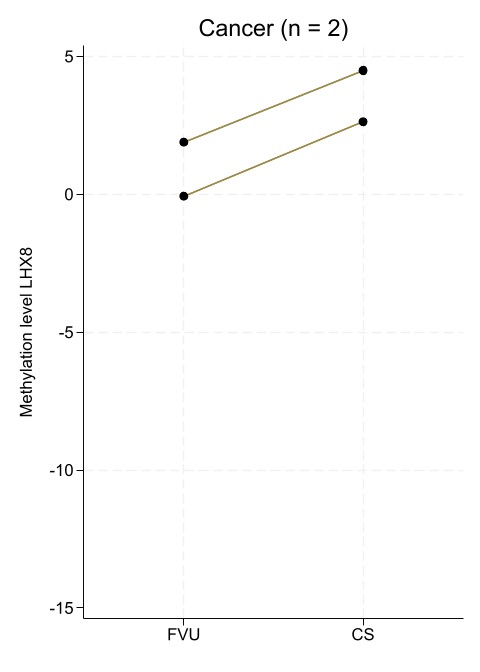 Cancer (n = 2)
5
0
-5
-10
-15
Methylation level LHX8
FVU
CS